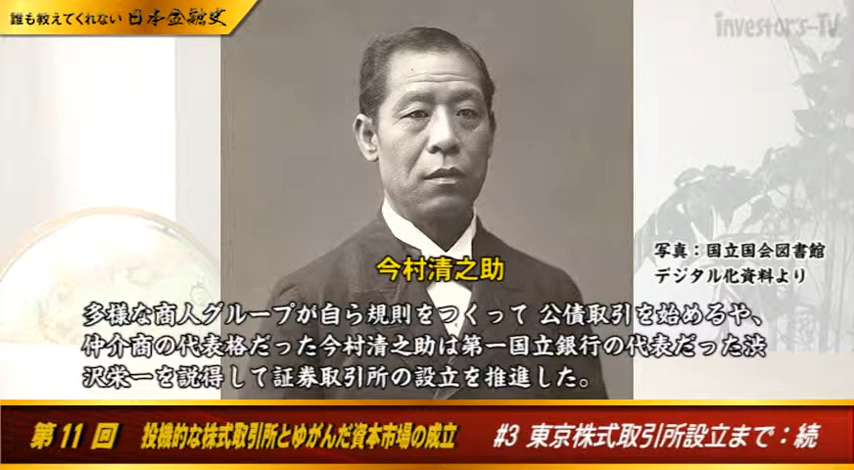 誰も教えてくれない 日本金融史
investor's-TV
写真：国立国会図書館
デジタル化資料より
今村清之助
多様な商人グループが自ら規則をつくって 公債取引を始めるや、
仲介商の代表格だった今村清之助は第一国立銀行の代表だった渋
沢栄一を説得して証券取引所の設立を推進した。
第11回 投機的な株式取引所とゆがんだ資本市場の成立 #3 東京株式取引所設立まで：続